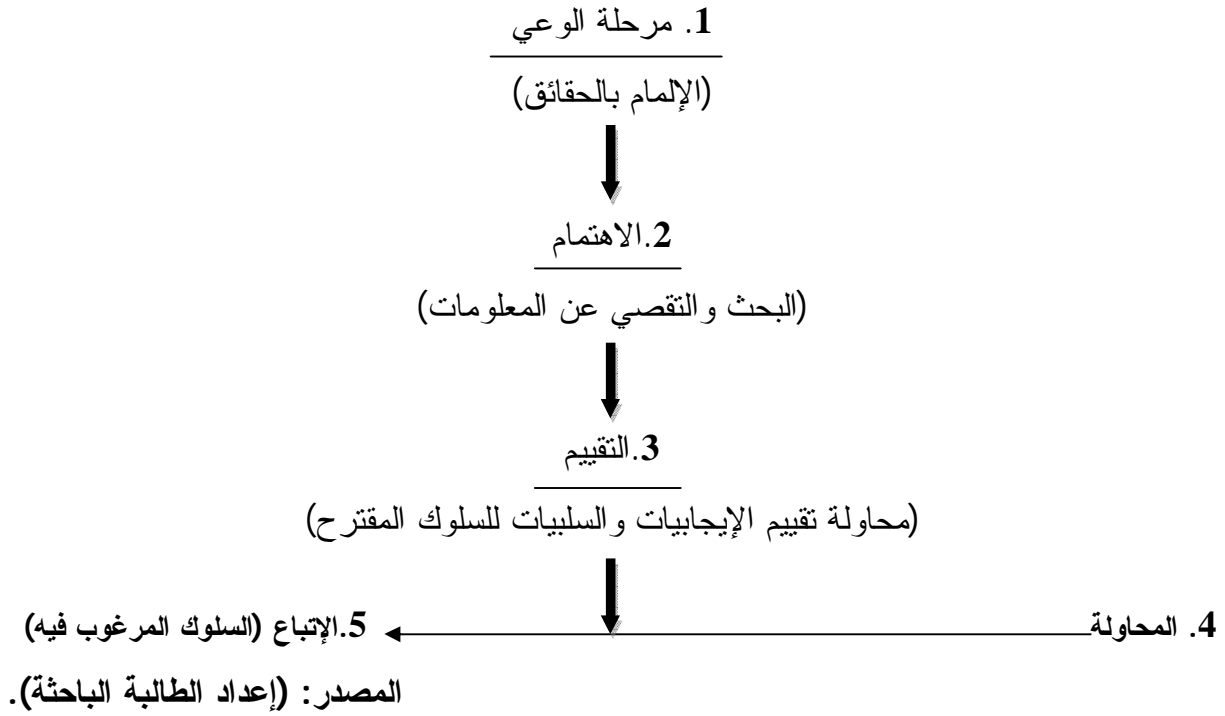 1. مرحلة الوعي
(الإلمام بالحقائق)
2.الاهتمام
(البحث والتقصي عن المعلومات)
3.التقييم
(محاولة تقييم الإيجابيات والسلبيات للسلوك المقترح)
4. المحاولة
5.الإتباع (السلوك المرغوب فيه)
المصدر: (إعداد الطالبة الباحثة).